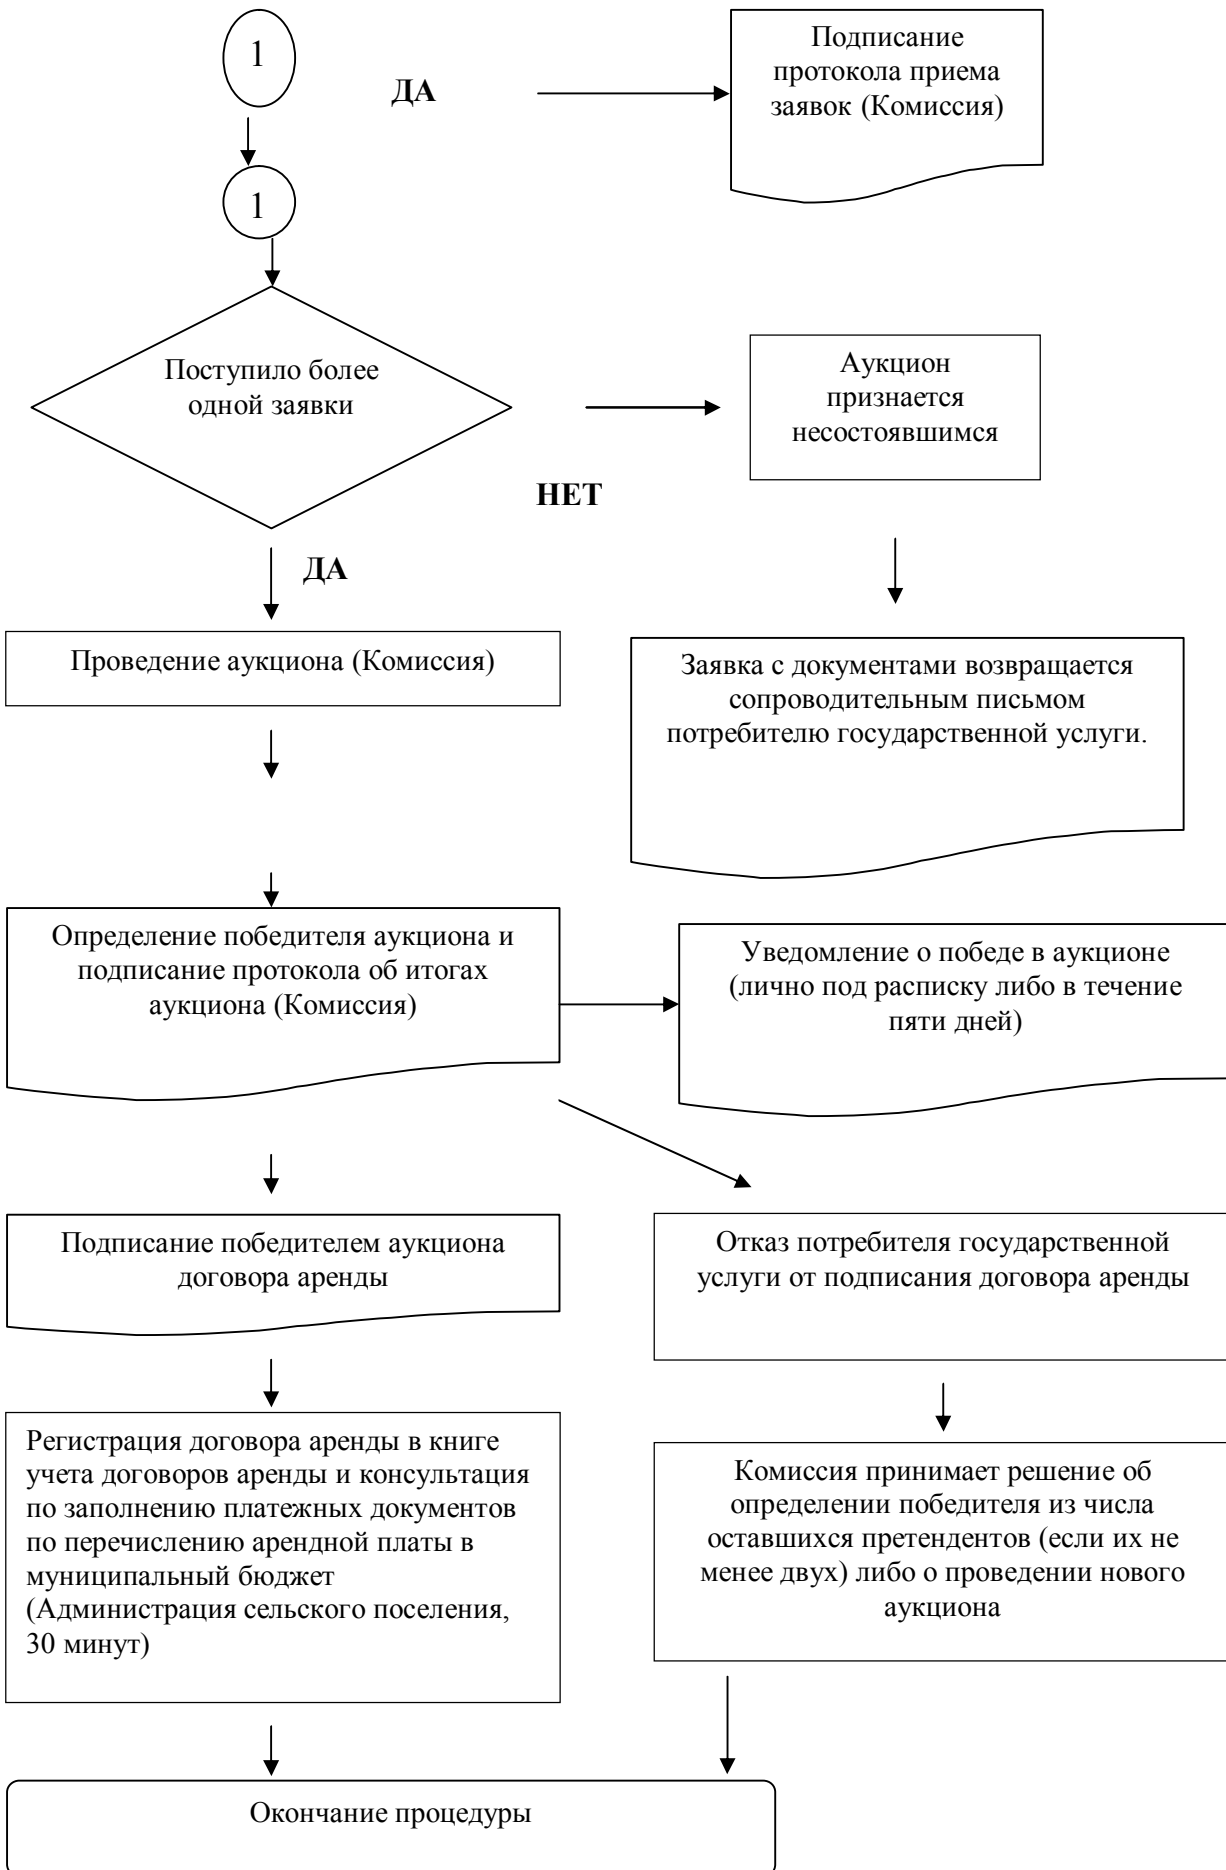 1
ДА
Подписание
протокола приема
заявок (Комиссия)
1
Поступило более
одной заявки
Аукцион
признается
несостоявшимся
НЕТ
ДА
Проведение аукциона (Комиссия)
Заявка с документами возвращается
сопроводительным письмом
потребителю государственной услуги.
Определение победителя аукциона и
подписание протокола об итогах
аукциона (Комиссия)
Уведомление о победе в аукционе
(лично под расписку либо в течение
пяти дней)
Подписание победителем аукциона
договора аренды
Отказ потребителя государственной
услуги от подписания договора аренды
Регистрация договора аренды в книге
учета договоров аренды и консультация
по заполнению платежных документов
по перечислению арендной платы в
муниципальный бюджет
(Администрация сельского поселения,
30 минут)
Комиссия принимает решение об
определении победителя из числа
оставшихся претендентов (если их не
менее двух) либо о проведении нового
аукциона
Окончание процедуры